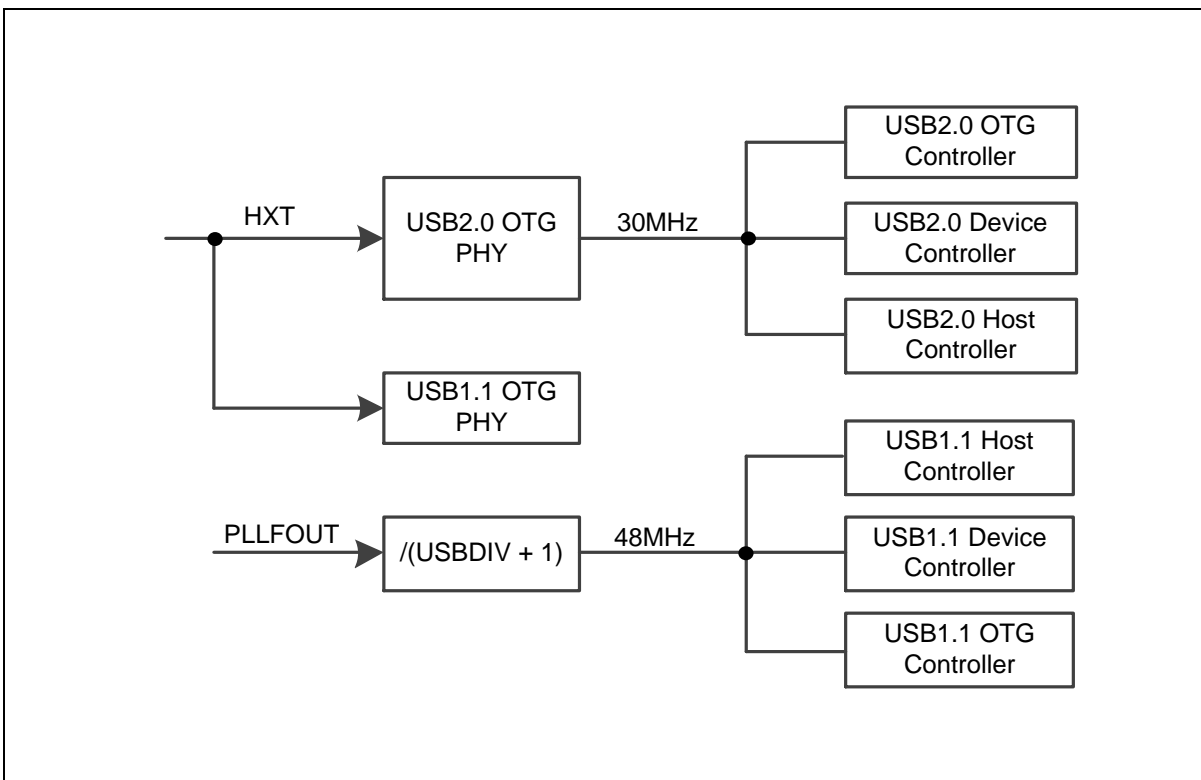 USB2.0 OTG
Controller
HXT
USB2.0 OTG
PHY
30MHz
USB2.0 Device
Controller
USB2.0 Host
Controller
USB1.1 OTG
PHY
USB1.1 Host
Controller
PLLFOUT
/(USBDIV + 1)
48MHz
USB1.1 Device
Controller
USB1.1 OTG
Controller